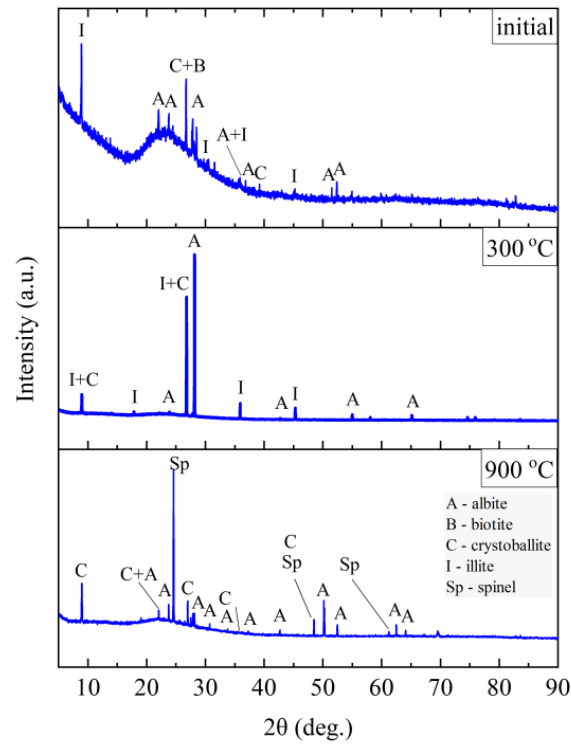 initial
I
C+B
A
A
A
I
A+I
A
C
I
A
A
300 °C
A
I+C
I+C
I
A
I
I
A
A
A
900 °C
Sp
A - albite
B - biotite
C - crystoballite
I - illite
Sp - spinel
C
C+A
A
C
A
A
A
C
A
A
C
Sp
A
A
Sp
A
A
Intensity (a.u.)
10 20 30 40 50 60 70 80 90
2θ (deg.)